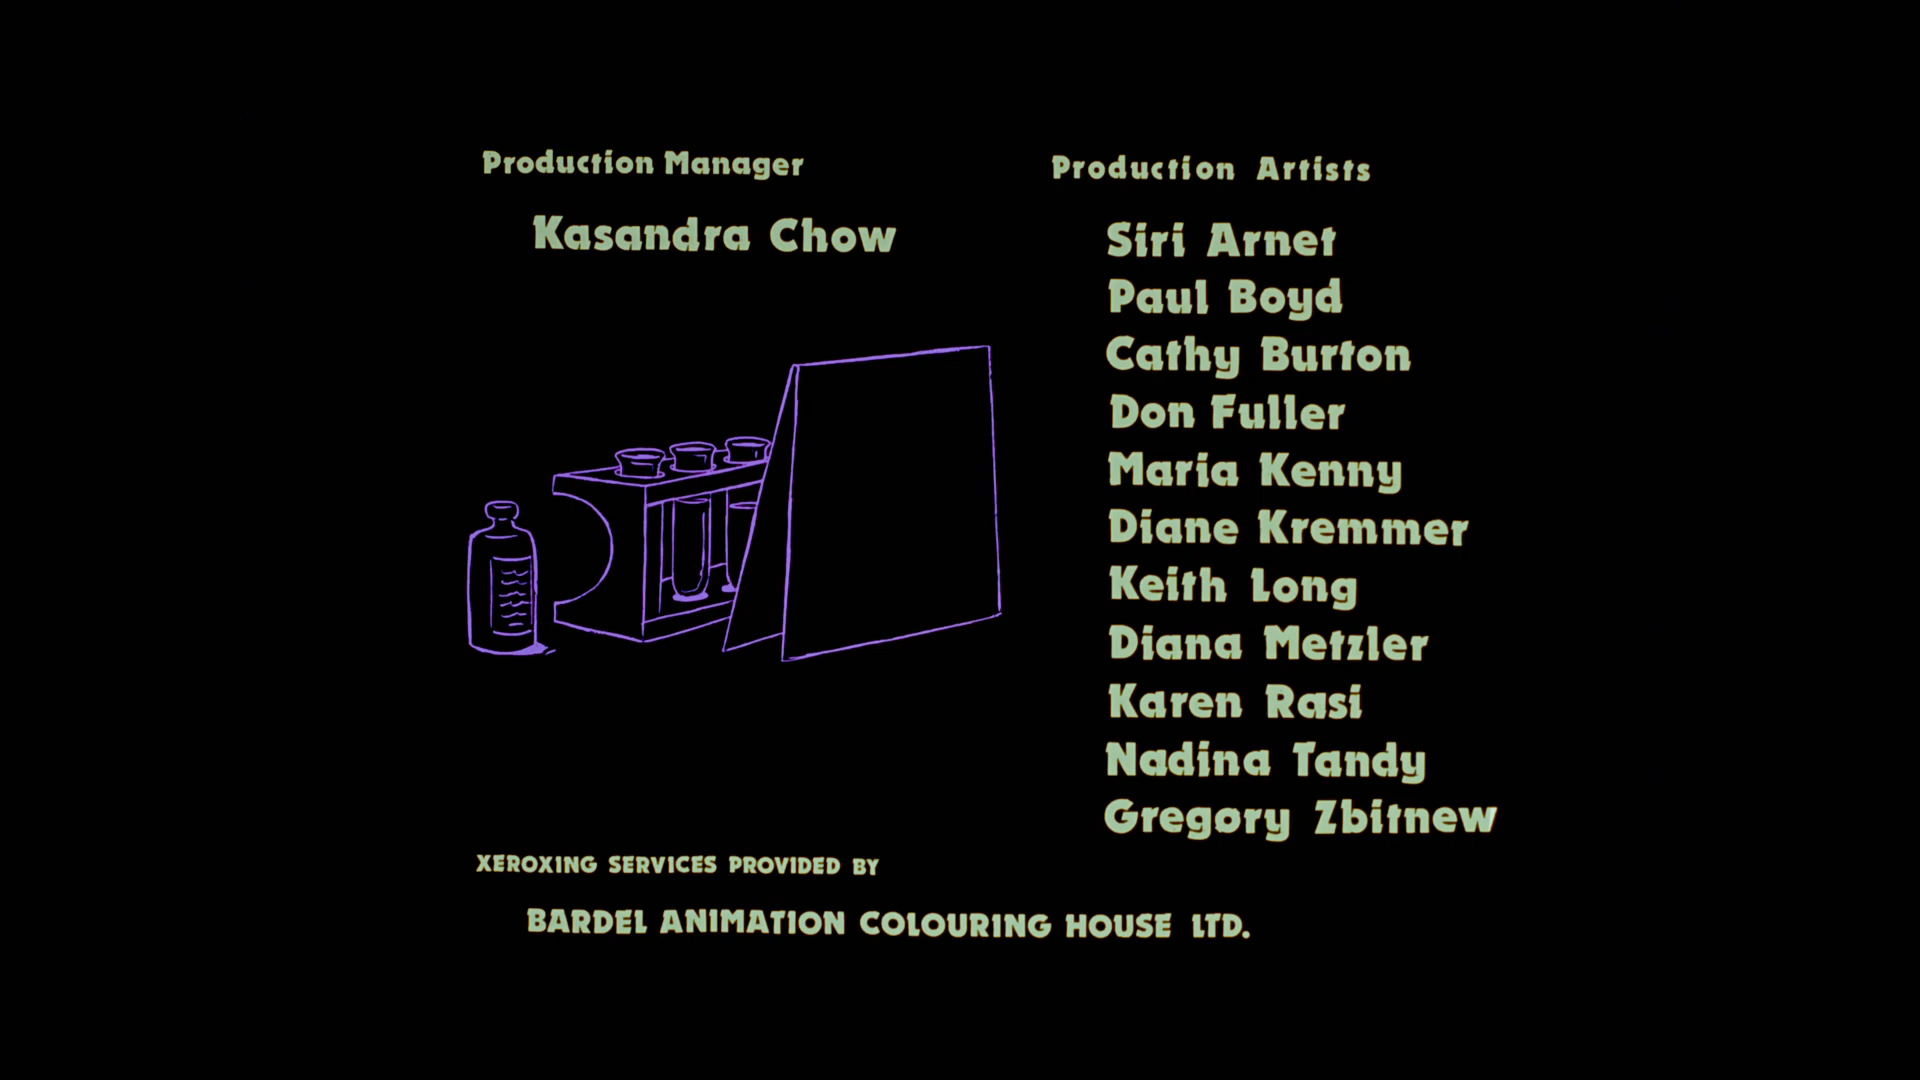 Production Manager
Kasandra Chow
Production Artists
Siri Arnet
Paul Boyd
Cathy Burton
Don Fuller
Maria Kenny
Diane Kremmer
Keith Long
Diana Metzler
Karen Rasi
Nadina Tandy
Gregory Zbitnew
XEROXING SERVICES PROVIDED BY
BARDEL ANIMATION COLOURING HOUSE LTD.